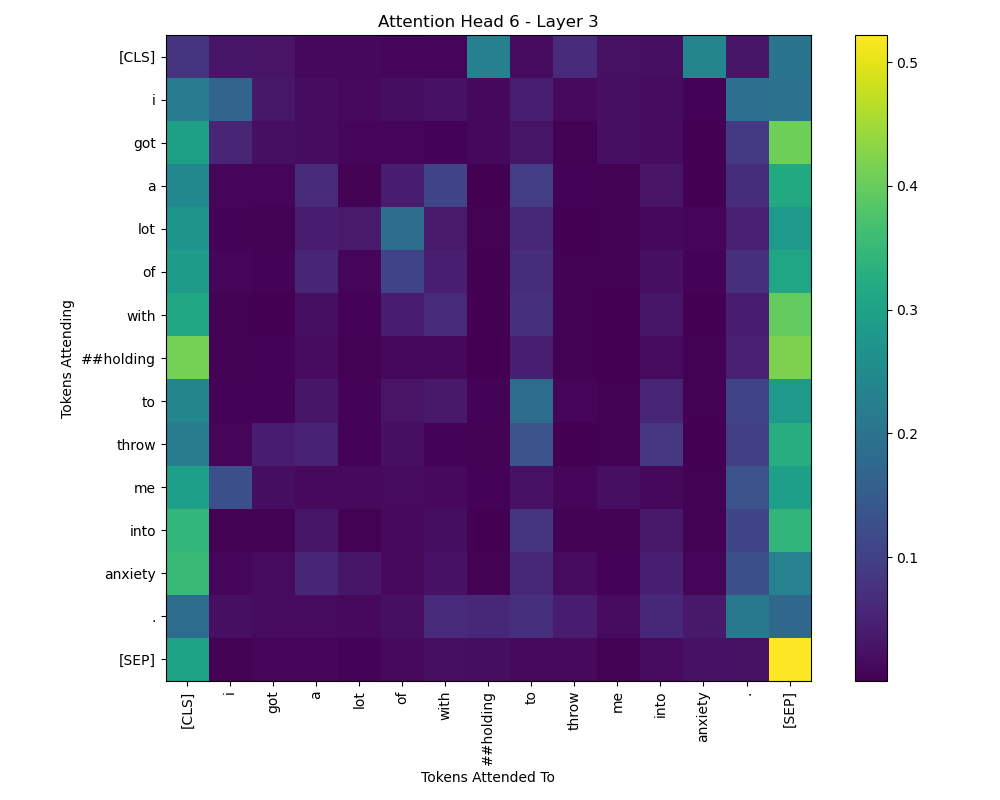 Attention Head 6 - Layer 3
[CLS]
i
got
a
lot
of
with
##holding
to
throw
me
into
anxiety
.
[SEP]
Tokens Attending
[CLS]
i
got
a
lot
of
with
##holding
to
throw
me
into
anxiety
.
[SEP]
Tokens Attended To
0.5
0.4
0.3
0.2
0.1